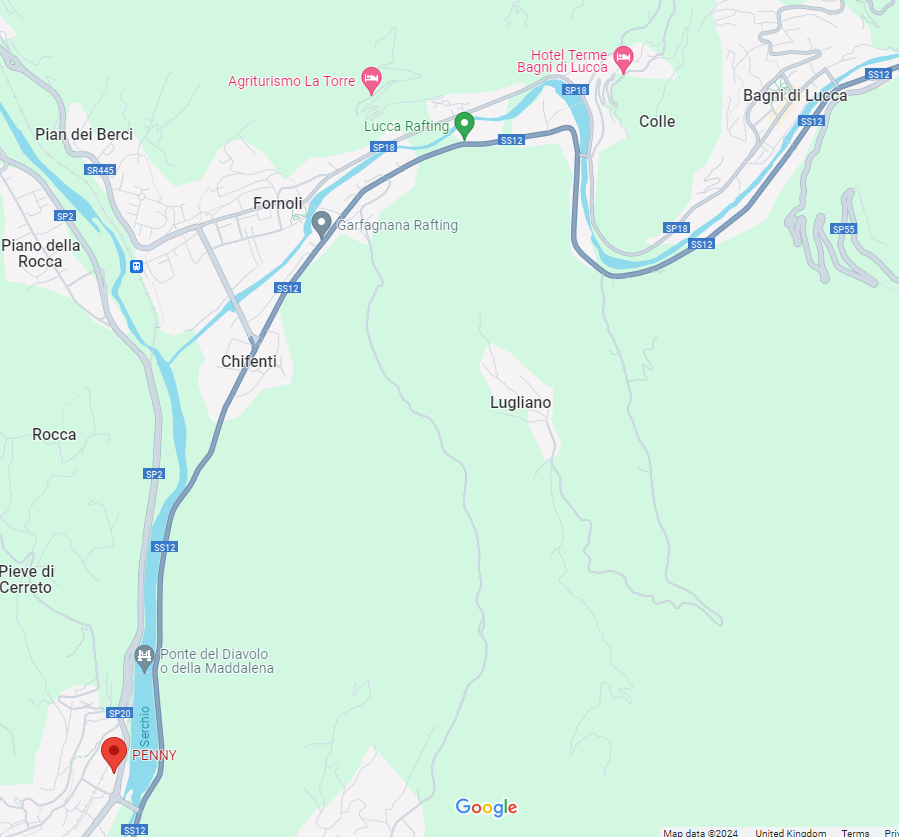 Hotel Terme
Bagni di Lucca
Agriturismo La Torre
SS12
SP18
Bagni di Lucca
Lucca Rafting
SS12
Colle
Pian dei Berci
SS12
SP18
SR445
Fornoli
SP2
Garfagnana Rafting
SP18
SP55
Piano della
Rocca
SS12
SS12
Chifenti
Lugliano
Rocca
SP2
SS12
Pieve di
Cerreto
Ponte del Diavolo
o della Maddalena
SP20
Serchio
PENNY
Google
SS12
Map data ©2024 United Kingdom Terms Priv